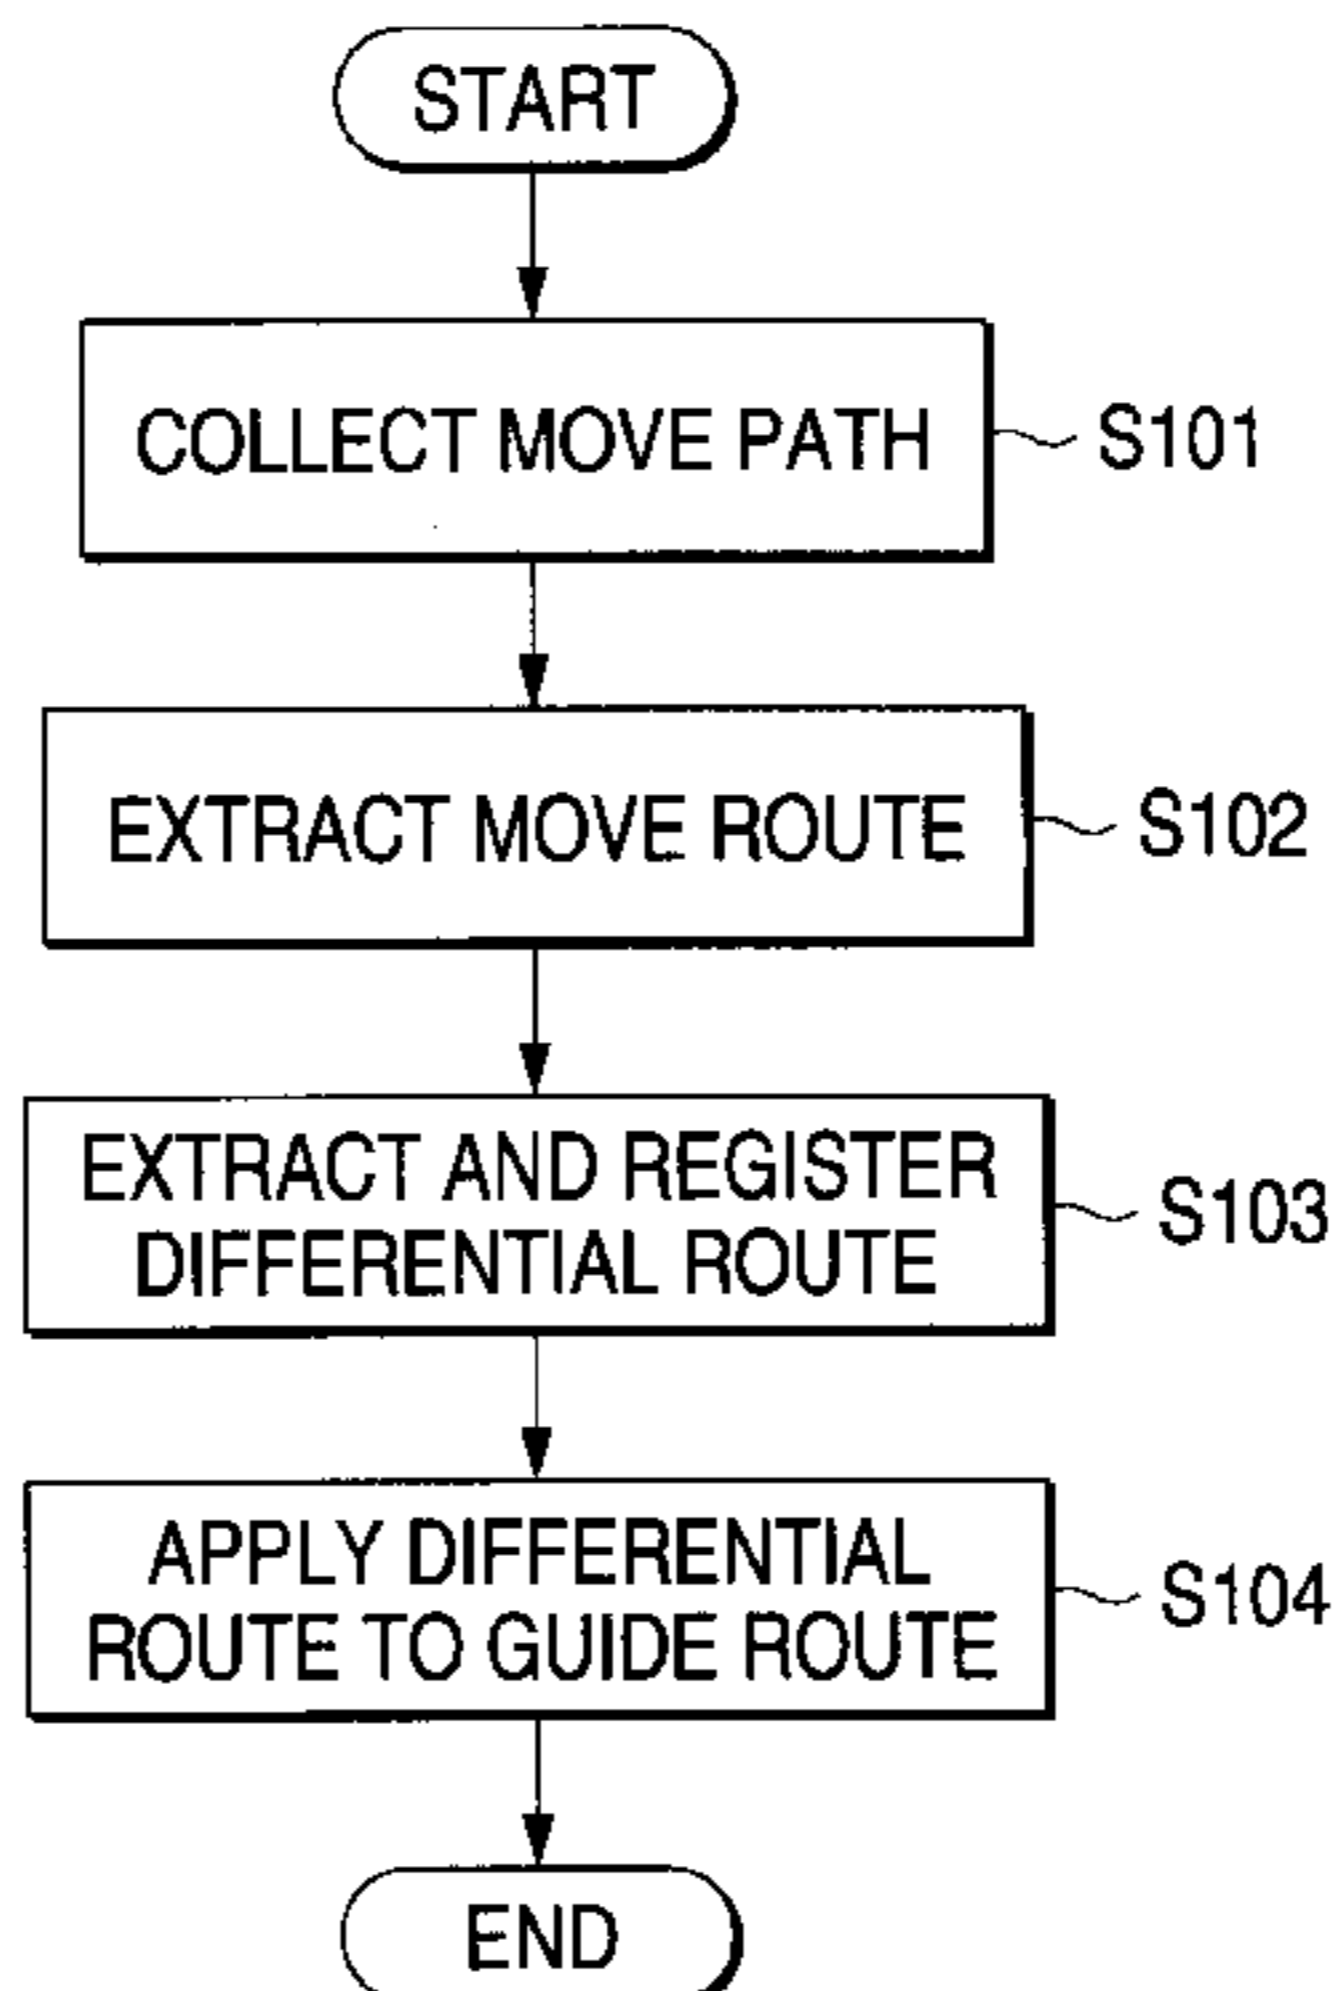 START
COLLECT MOVE PATH
S101
EXTRACT MOVE ROUTE
S102
EXTRACT AND REGISTER
DIFFERENTIAL ROUTE
S103
APPLY DIFFERENTIAL
ROUTE TO GUIDE ROUTE
S104
END